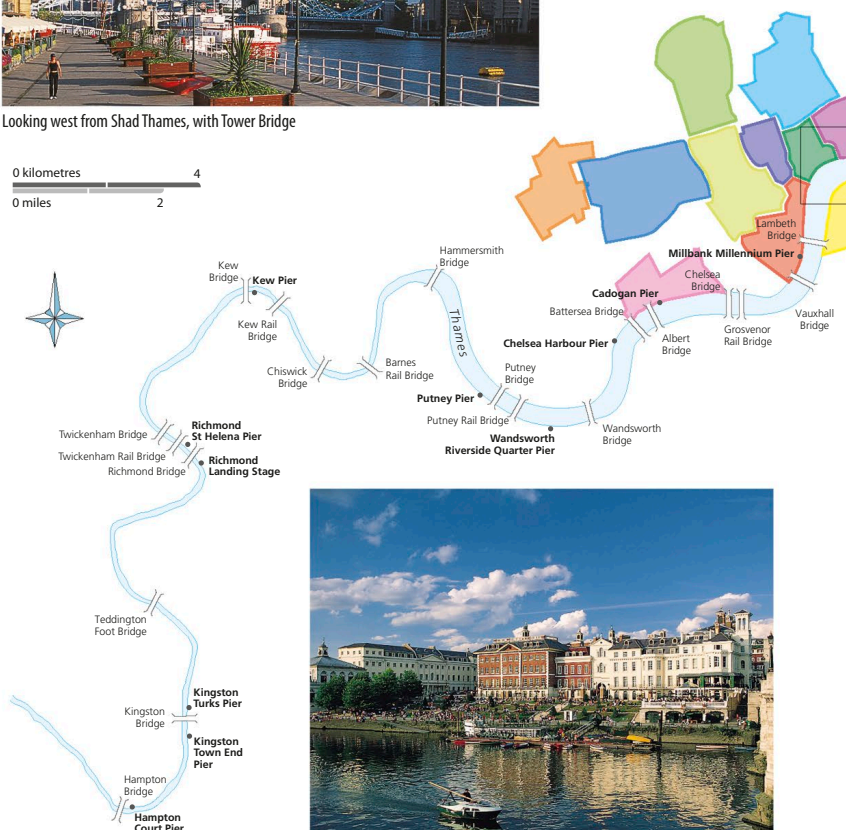 Looking west from Shad Thames, with Tower Bridge
0 kilometres 4
0 miles 2
Lambeth
Bridge
Millbank Millennium Pier
Chelsea
Bridge
Cadogan Pier
Battersea Bridge
Vauxhall
Bridge
Grosvenor
Rail Bridge
Albert
Bridge
Chelsea Harbour Pier
Hammersmith
Bridge
Kew
Bridge
Kew Pier
Kew Rail
Bridge
Thames
Chiswick
Bridge
Barnes
Rail Bridge
Putney
Bridge
Putney Pier
Putney Rail Bridge
Wandsworth
Riverside Quarter Pier
Wandsworth
Bridge
Twickenham Bridge
Richmond
St Helena Pier
Twickenham Rail Bridge
Richmond Bridge
Richmond
Landing Stage
Teddington
Foot Bridge
Kingston
Turks Pier
Kingston
Bridge
Kingston
Town End
Pier
Hampton
Bridge
Hampton
Court Pier